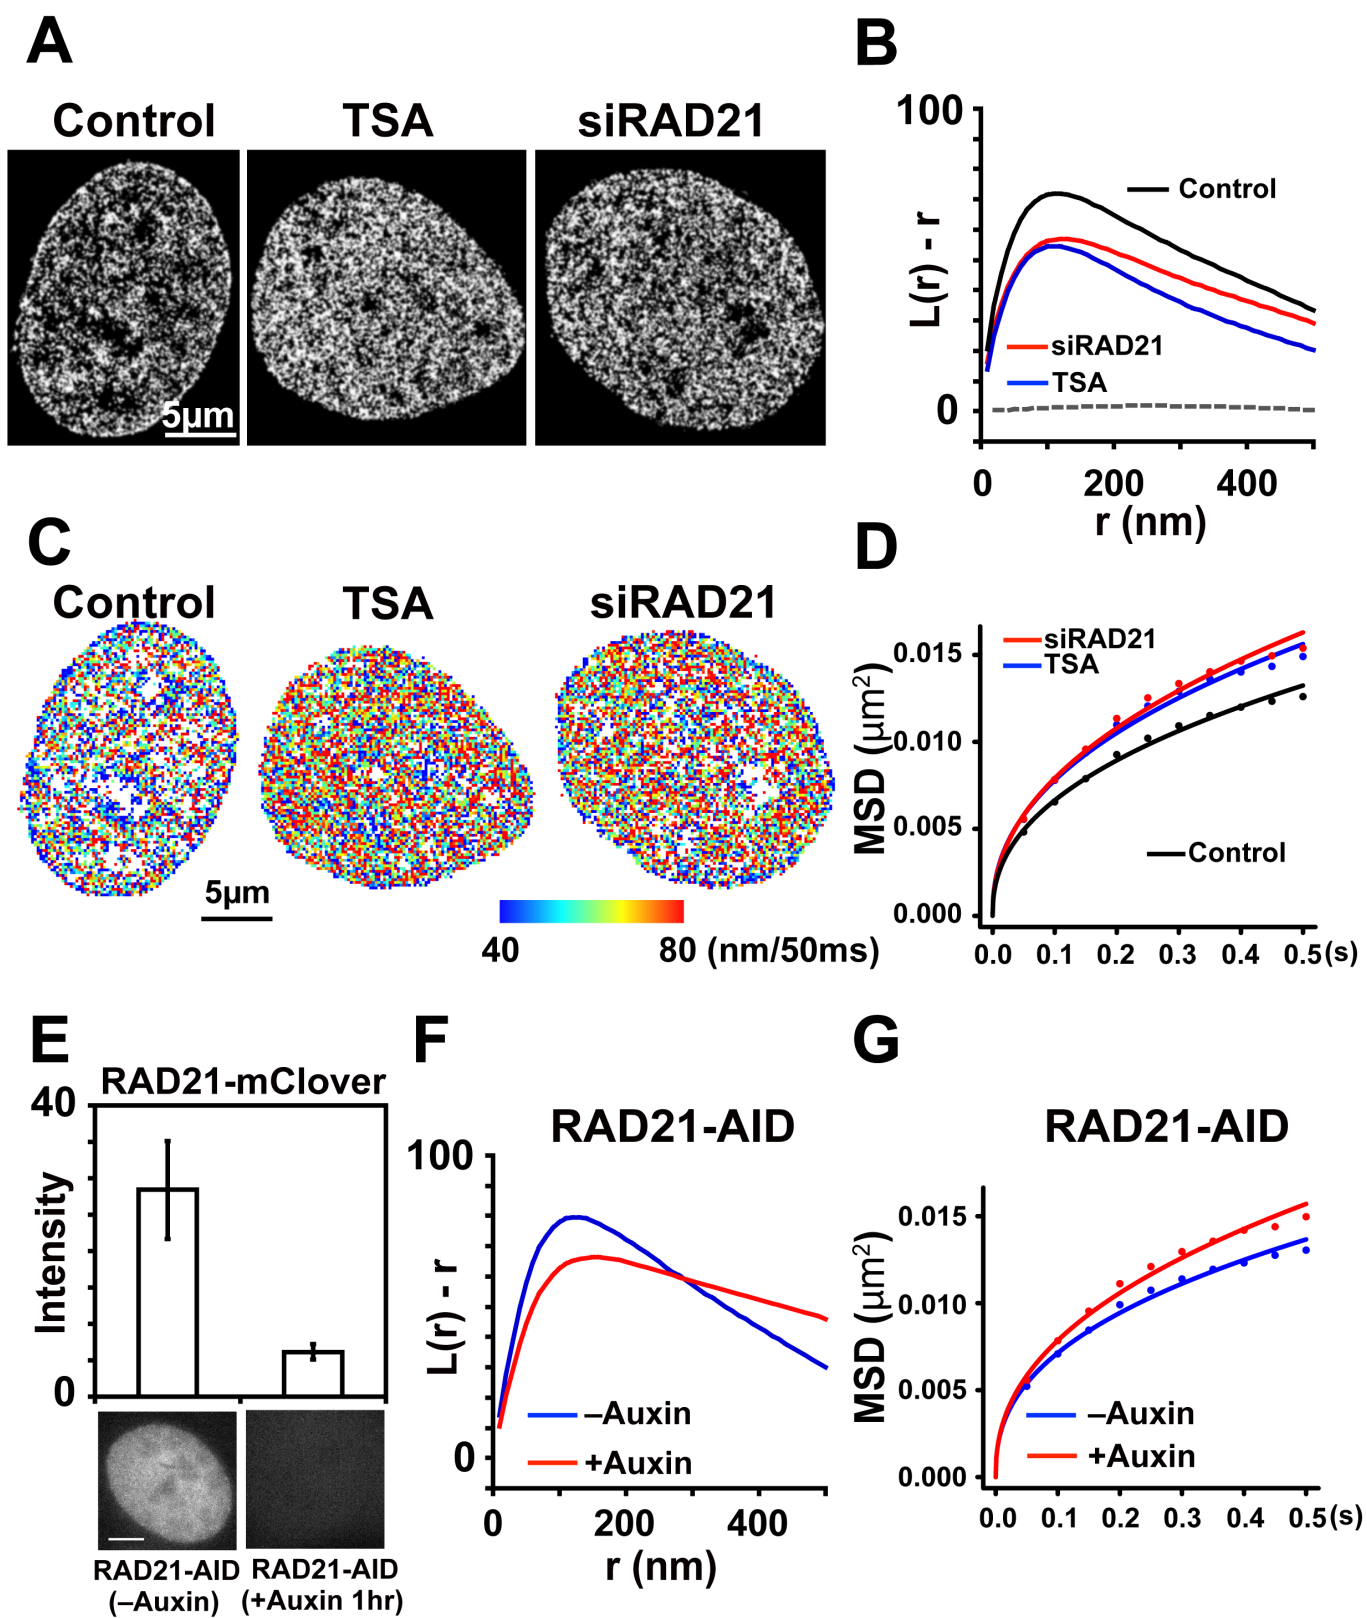 A
Control
TSA
siRAD21
5µm
B
100
0
L(r) - r
Control
siRAD21
TSA
0
200
400
r (nm)
C
Control
TSA
siRAD21
5µm
40
80 (nm/50ms)
D
MSD (µm²)
0.015
0.010
0.005
0.000
siRAD21
TSA
Control
0.0 0.1 0.2 0.3 0.4 0.5(s)
E
RAD21-mClover
40
0
Intensity
RAD21-AID
(–Auxin)
RAD21-AID
(+Auxin 1hr)
F
RAD21-AID
100
0
L(r) - r
–Auxin
+Auxin
0
200
400
r (nm)
G
RAD21-AID
MSD (µm²)
0.015
0.010
0.005
0.000
–Auxin
+Auxin
0.0 0.1 0.2 0.3 0.4 0.5(s)